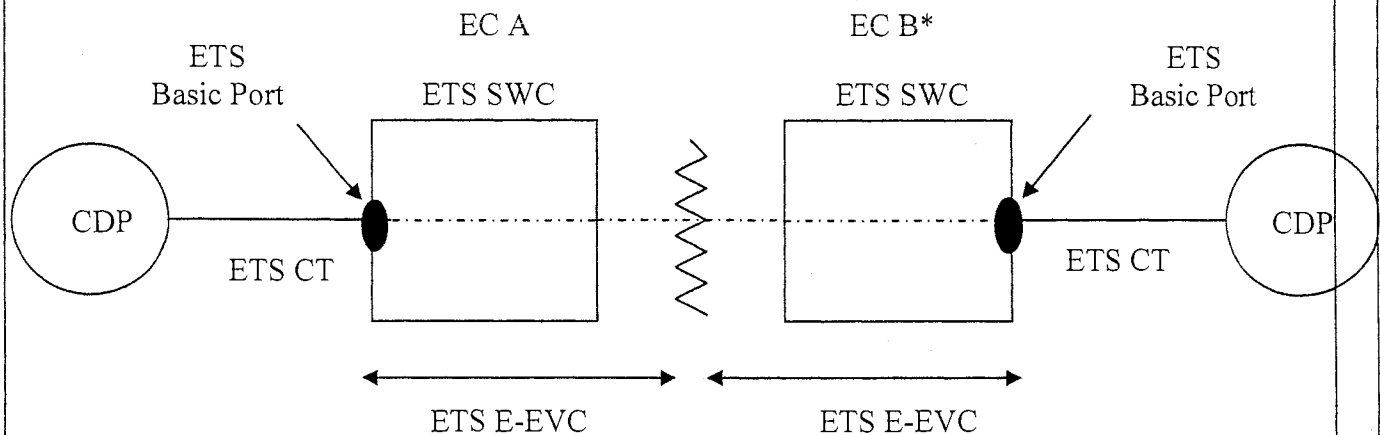 EC A
EC B*
ETS
Basic Port
ETS SWC
ETS SWC
ETS
Basic Port
CDP
ETS CT
ETS CT
CDP
ETS E-EVC
ETS E-EVC